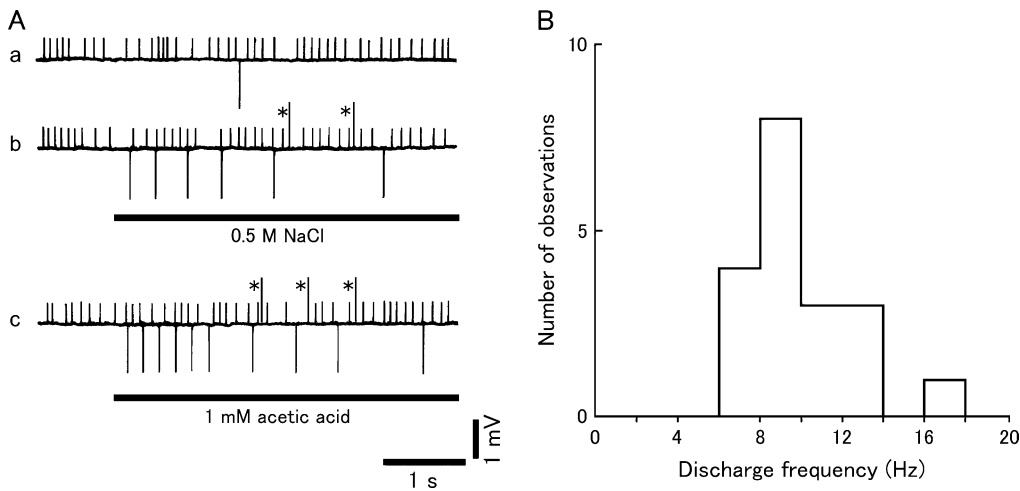 A
a
*
*
b
0.5 M NaCl
*
*
*
c
1 mM acetic acid
1 mV
1 s
B
10
5
0
0
4
8
12
16
20
Number of observations
Discharge frequency (Hz)